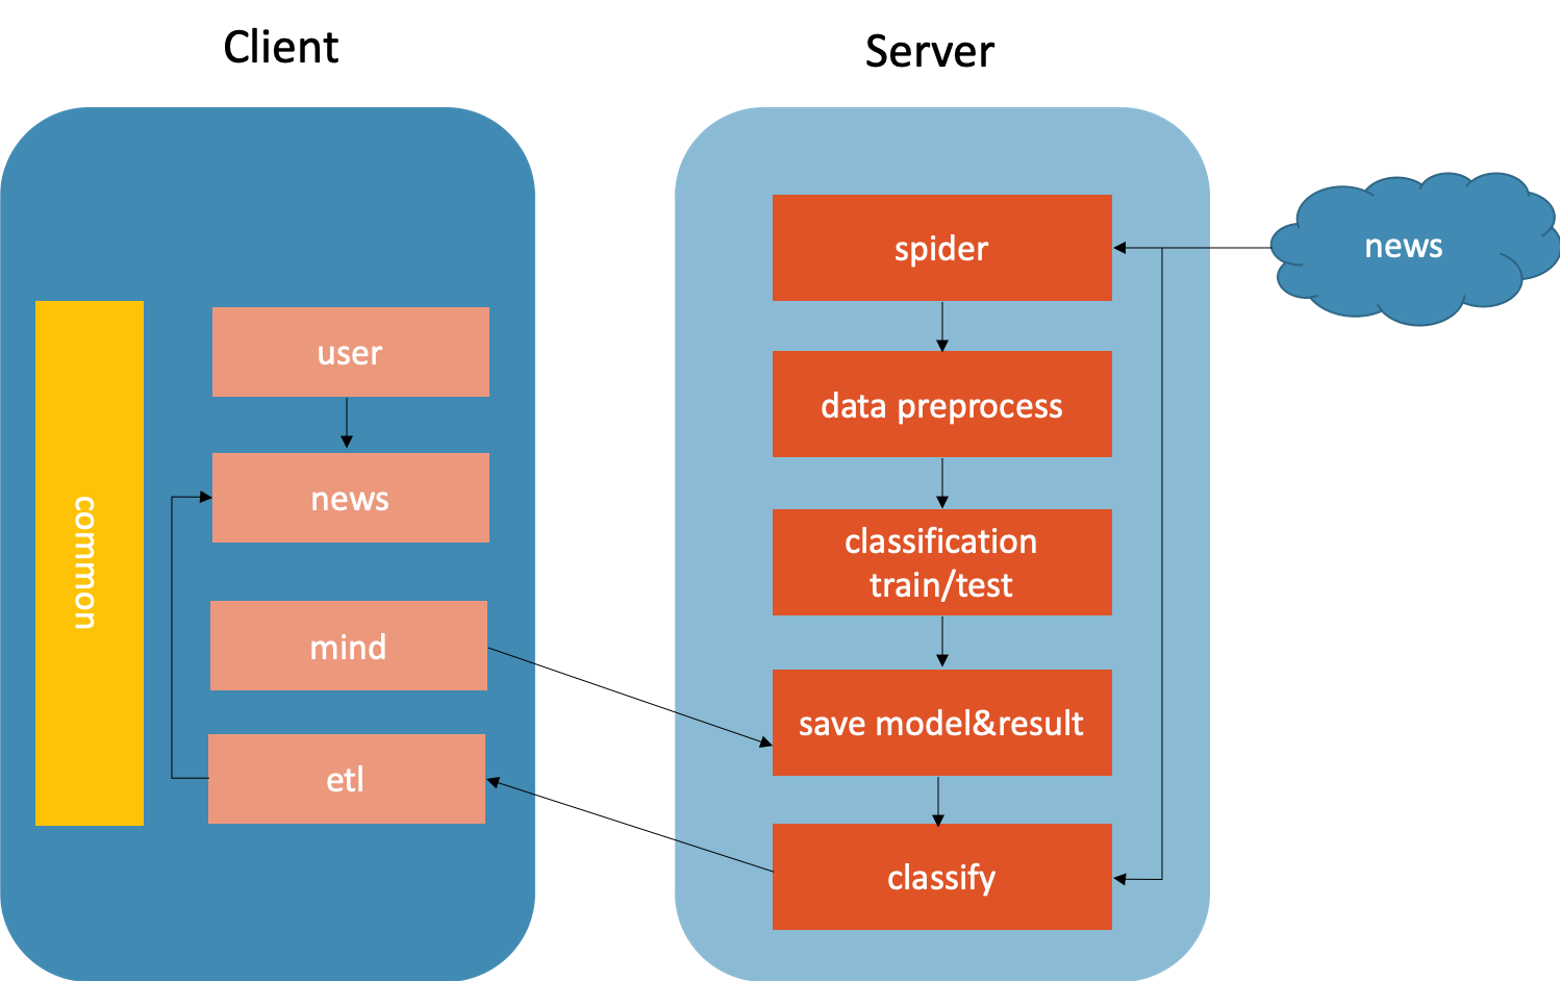 Client
Server
common
user
news
mind
etl
spider
data preprocess
classification
train/test
save model&result
classify
news